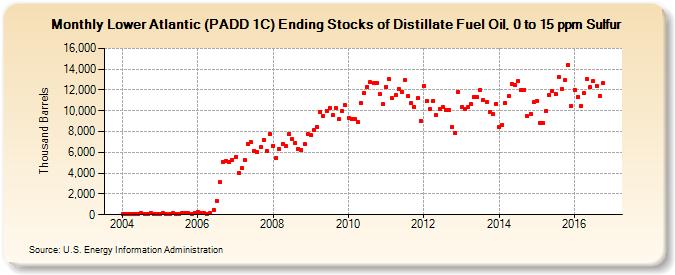 Monthly Lower Atlantic (PADD 1C) Ending Stocks of Distillate Fuel Oil, 0 to 15 ppm Sulfur
Thousand Barrels
16,000
14,000
12,000
10,000
8,000
6,000
4,000
2,000
0
2004 2006 2008 2010 2012 2014 2016
Source: U.S. Energy Information Administration